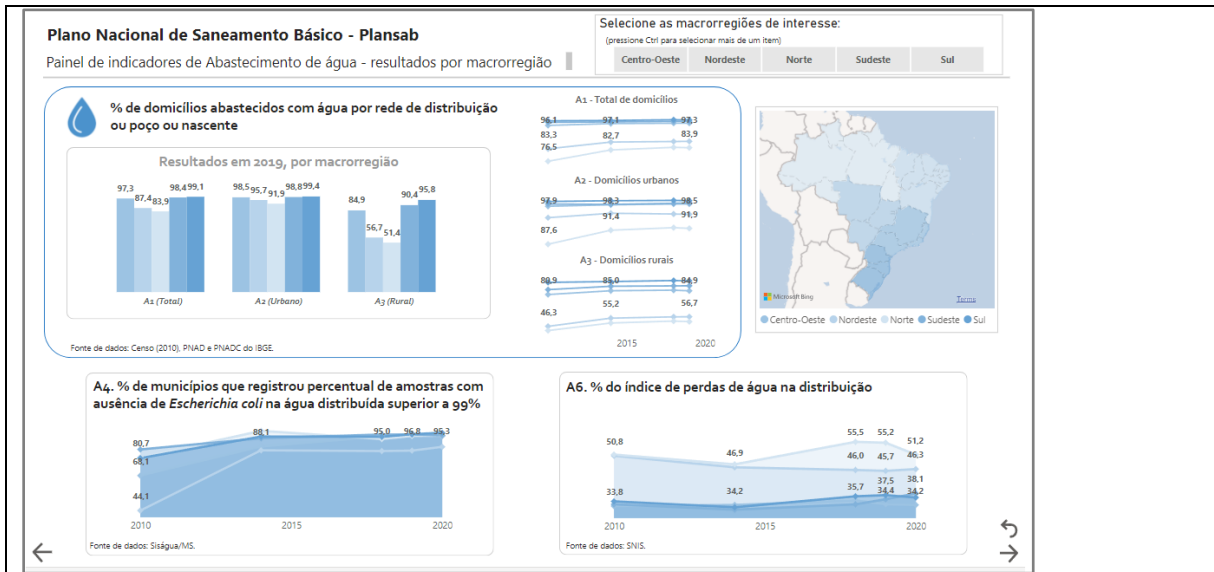 Plano Nacional de Saneamento Básico - Plansab
Painel de indicadores de Abastecimento de água - resultados por macrorregião
Selecione as macrorregiões de interesse:
(pressione Ctrl para selecionar mais de um item)
Centro-Oeste Nordeste Norte Sudeste Sul
% de domicílios abastecidos com água por rede de distribuição
ou poço ou nascente
Resultados em 2019, por macrorregião
97,3 87,4 83,9 98,4 99,1
98,5 95,7 91,9 98,8 99,4
84,9 56,7 51,4 90,4 95,8
A1 (Total) A2 (Urbano) A3 (Rural)
A1 - Total de domicílios
96,1 97,1 97,3
83,3 82,7 83,9
76,5
A2 - Domicílios urbanos
97,9 98,3 98,5
91,4 91,9
87,6
A3 - Domicílios rurais
80,9 85,0 84,9
46,3 55,2 56,7
2015 2020
Fonte de dados: Censo (2010), PNAD e PNADC do IBGE.
Microsoft Bing
Terms
Centro-Oeste Nordeste Norte Sudeste Sul
A4. % de municípios que registrou percentual de amostras com
ausência de Escherichia coli na água distribuída superior a 99%
80,7 88,1 95,0 96,8 95,3
68,1
44,1
2010 2015 2020
Fonte de dados: Siságua/MS.
A6. % do índice de perdas de água na distribuição
50,8 46,9 55,5 55,2 51,2
46,0 45,7 46,3
33,8 34,2 35,7 37,5 38,1
34,4 34,2
2010 2015 2020
Fonte de dados: SNIS.